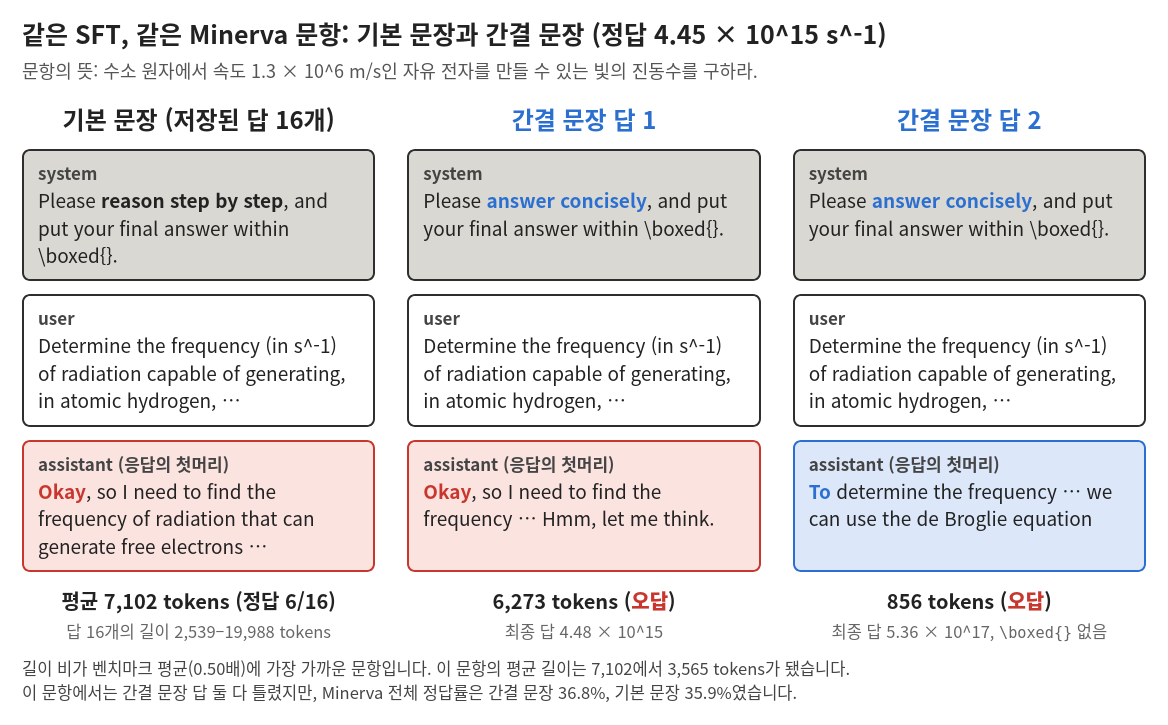 같은 SFT, 같은 Minerva 문항: 기본 문장과 간결 문장 (정답 4.45 × 10^15 s^-1)
문항의 뜻: 수소 원자에서 속도 1.3 × 10^6 m/s인 자유 전자를 만들 수 있는 빛의 진동수를 구하라.
기본 문장 (저장된 답 16개)
system
Please reason step by step, and
put your final answer within
\boxed{}.
user
Determine the frequency (in s^-1)
of radiation capable of generating,
in atomic hydrogen, ⋯
assistant (응답의 첫머리)
Okay, so I need to find the
frequency of radiation that can
generate free electrons ⋯
평균 7,102 tokens (정답 6/16)
답 16개의 길이 2,539–19,988 tokens
간결 문장 답 1
system
Please answer concisely, and put
your final answer within \boxed{}.
user
Determine the frequency (in s^-1)
of radiation capable of generating,
in atomic hydrogen, ⋯
assistant (응답의 첫머리)
Okay, so I need to find the
frequency ⋯ Hmm, let me think.
6,273 tokens (오답)
최종 답 4.48 × 10^15
간결 문장 답 2
system
Please answer concisely, and put
your final answer within \boxed{}.
user
Determine the frequency (in s^-1)
of radiation capable of generating,
in atomic hydrogen, ⋯
assistant (응답의 첫머리)
To determine the frequency ⋯ we
can use the de Broglie equation
856 tokens (오답)
최종 답 5.36 × 10^17, \boxed{} 없음
길이 비가 벤치마크 평균(0.50배)에 가장 가까운 문항입니다. 이 문항의 평균 길이는 7,102에서 3,565 tokens가 됐습니다.
이 문항에서는 간결 문장 답 둘 다 틀렸지만, Minerva 전체 정답률은 간결 문장 36.8%, 기본 문장 35.9%였습니다.